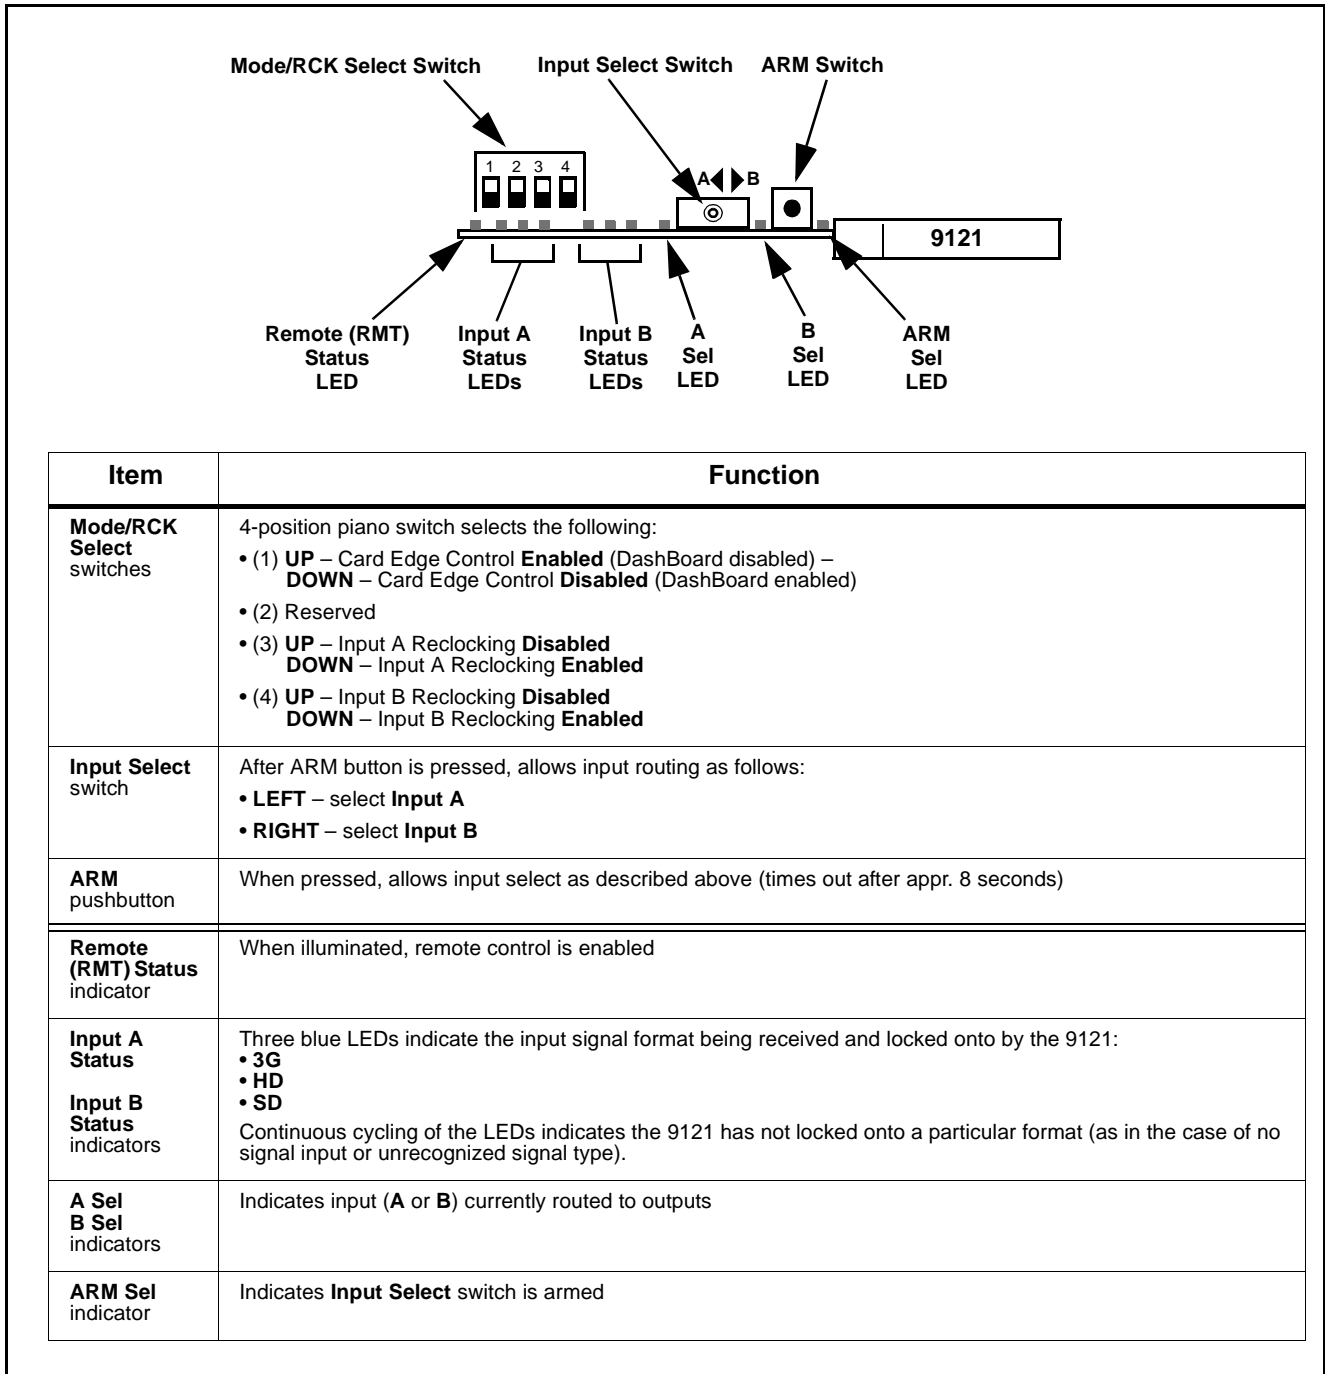 Mode/RCK Select Switch Input Select Switch ARM Switch
1 2 3 4
A B
9121
Remote (RMT)
Status
LED
Input A
Status
LEDs
Input B
Status
LEDs
A
Sel
LED
B
Sel
LED
ARM
Sel
LED
Item Function
Mode/RCK
Select
switches
4-position piano switch selects the following:
• (1) UP – Card Edge Control Enabled (DashBoard disabled) –
DOWN – Card Edge Control Disabled (DashBoard enabled)
• (2) Reserved
• (3) UP – Input A Reclocking Disabled
DOWN – Input A Reclocking Enabled
• (4) UP – Input B Reclocking Disabled
DOWN – Input B Reclocking Enabled
Input Select
switch
After ARM button is pressed, allows input routing as follows:
• LEFT – select Input A
• RIGHT – select Input B
ARM
pushbutton
When pressed, allows input select as described above (times out after appr. 8 seconds)
Remote
(RMT) Status
indicator
When illuminated, remote control is enabled
Input A
Status
Input B
Status
indicators
Three blue LEDs indicate the input signal format being received and locked onto by the 9121:
• 3G
• HD
• SD
Continuous cycling of the LEDs indicates the 9121 has not locked onto a particular format (as in the case of no
signal input or unrecognized signal type).
A Sel
B Sel
indicators
Indicates input (A or B) currently routed to outputs
ARM Sel
indicator
Indicates Input Select switch is armed